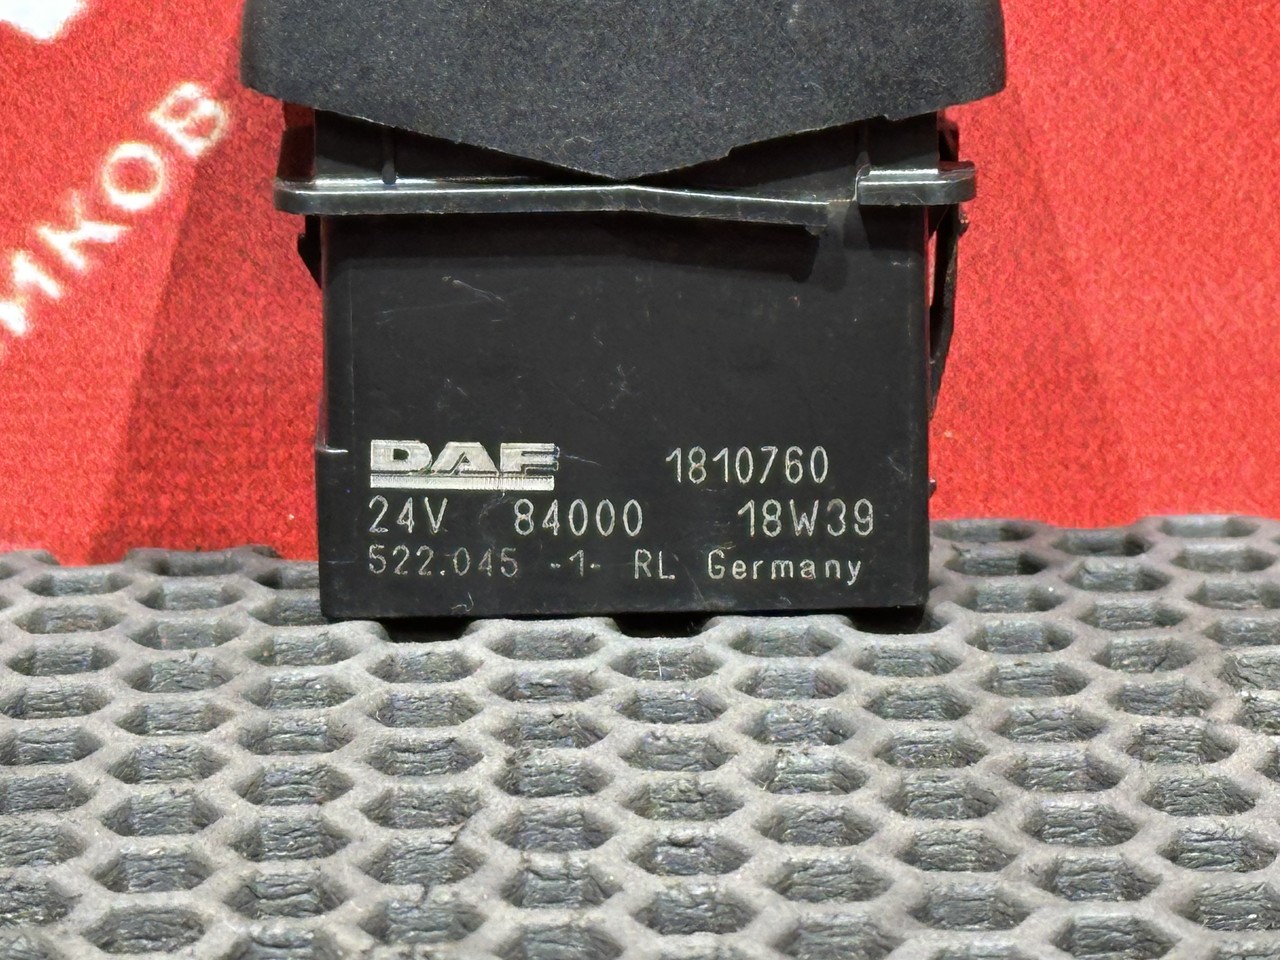 DAF 1810760
24V 84000 18W39
522.045 -1- RL Germany